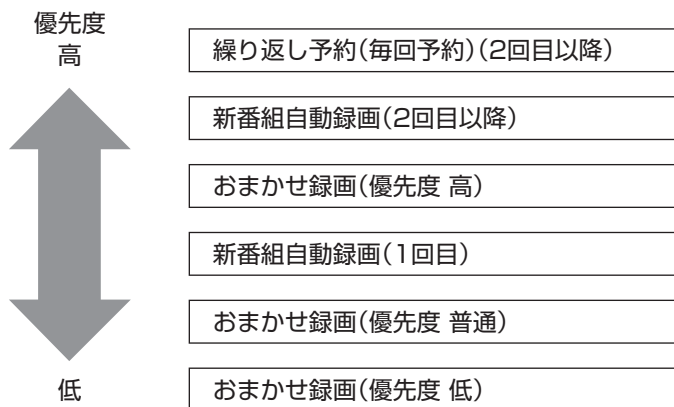 優先度
高
繰り返し予約(毎回予約)(2回目以降)
新番組自動録画(2回目以降)
おまかせ録画(優先度 高)
新番組自動録画(1回目)
おまかせ録画(優先度 普通)
低
おまかせ録画(優先度 低)